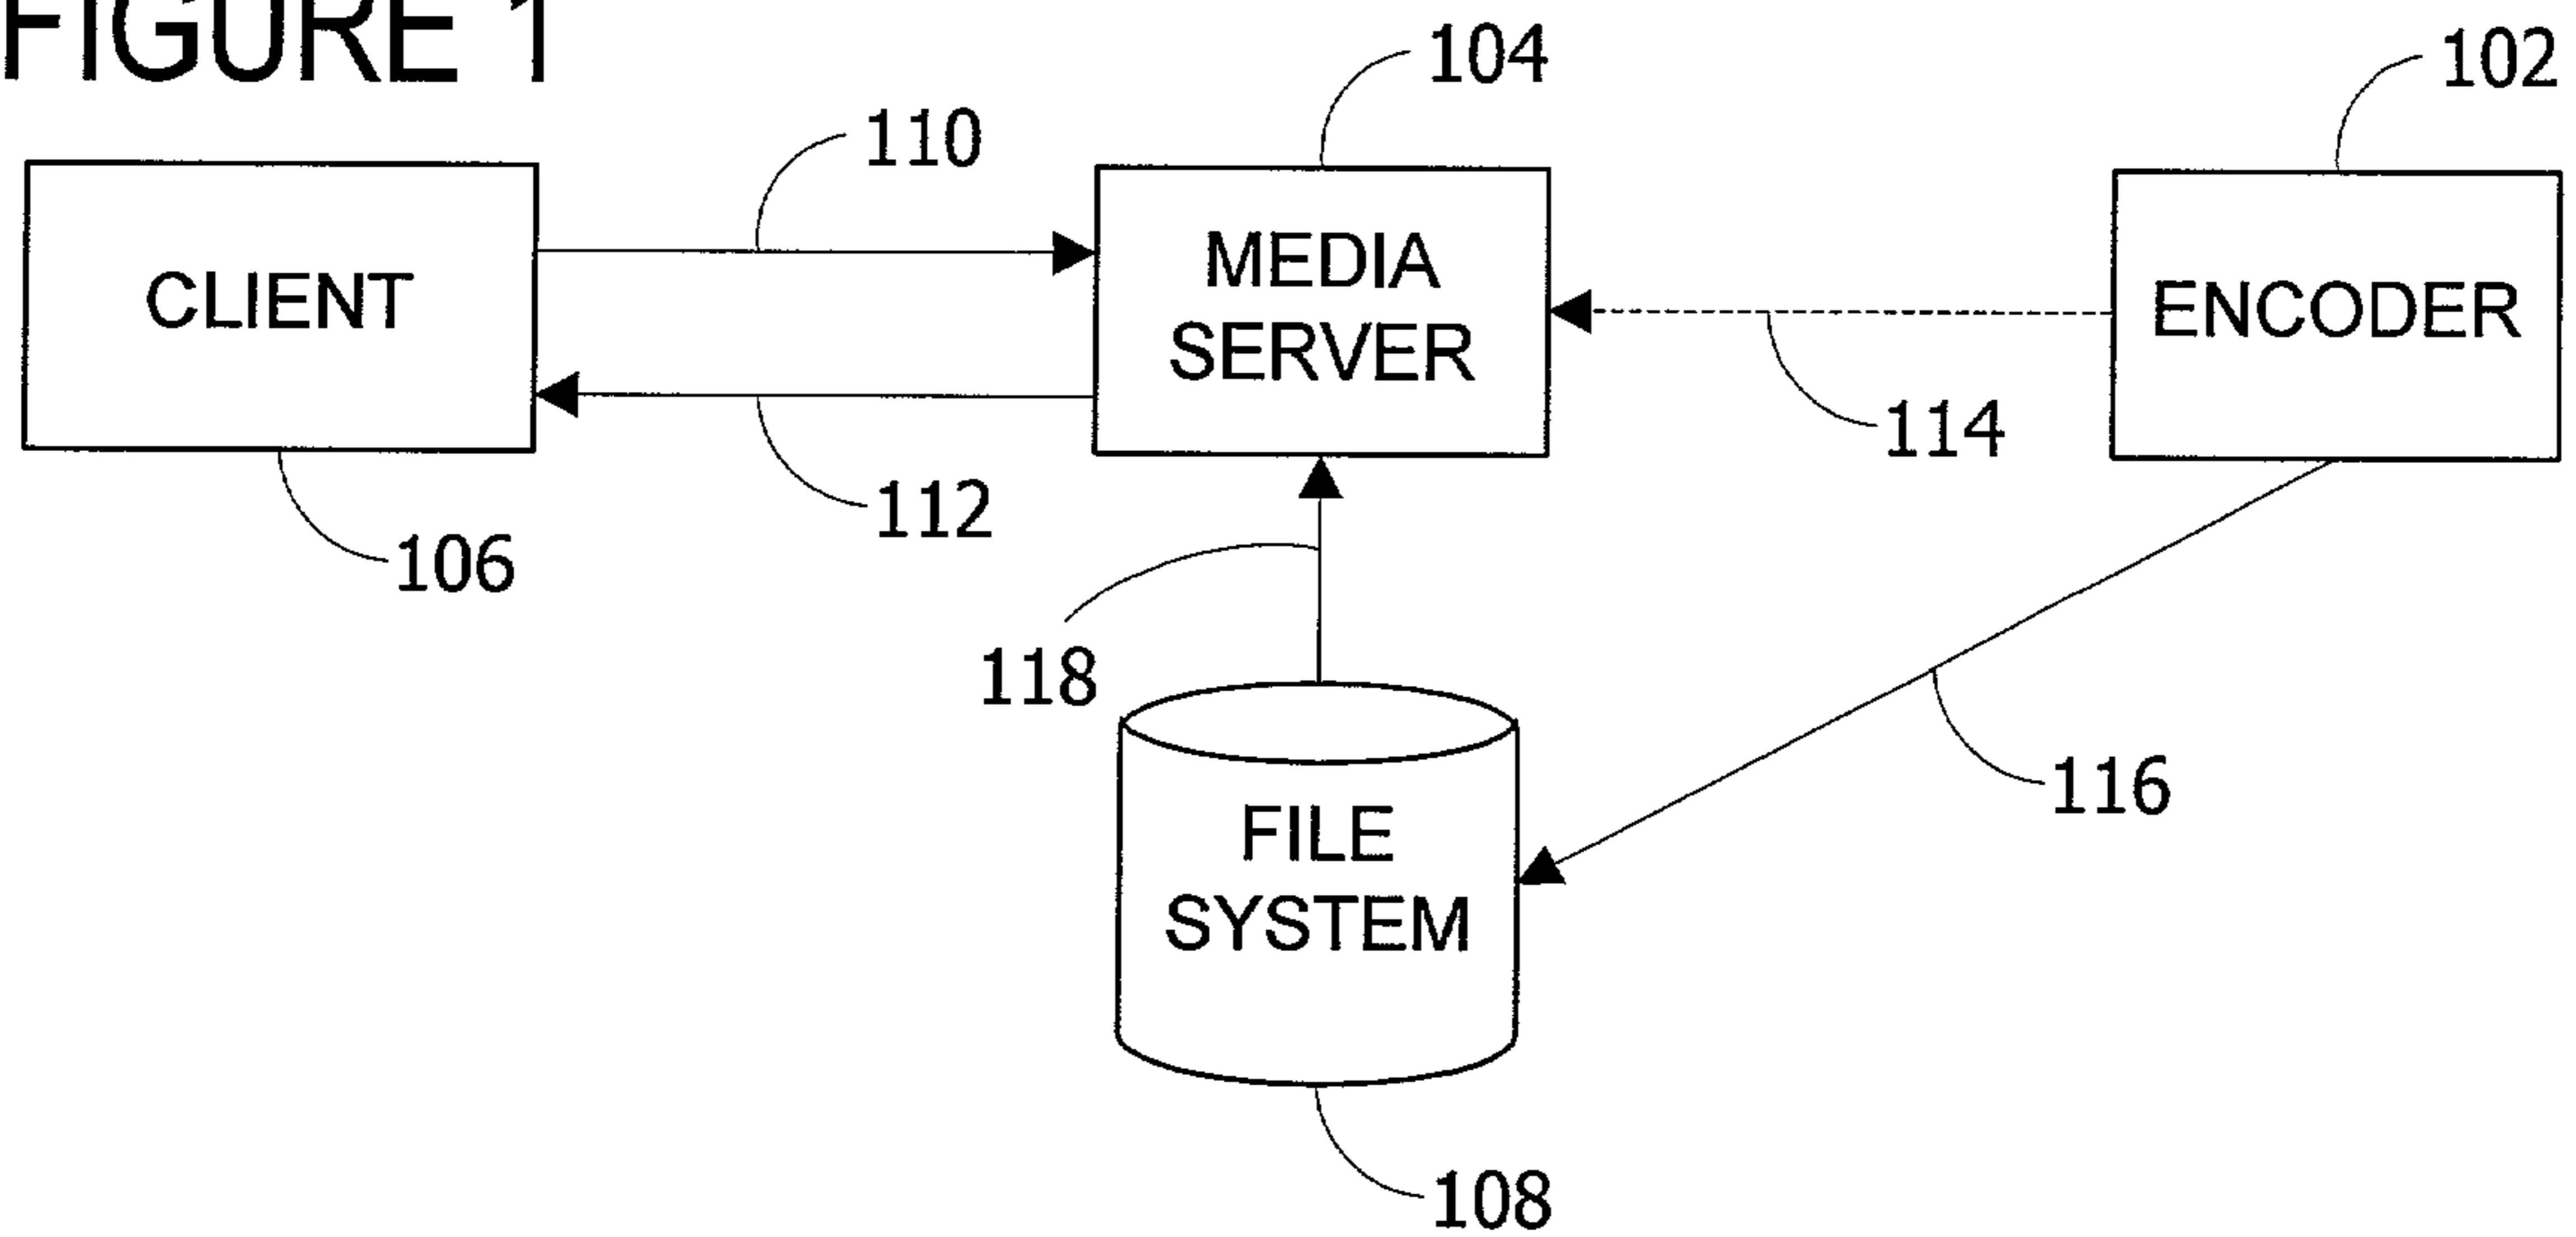 FIGURE 1
104
102
110
CLIENT
MEDIA
SERVER
ENCODER
114
112
106
118
116
FILE
SYSTEM
108